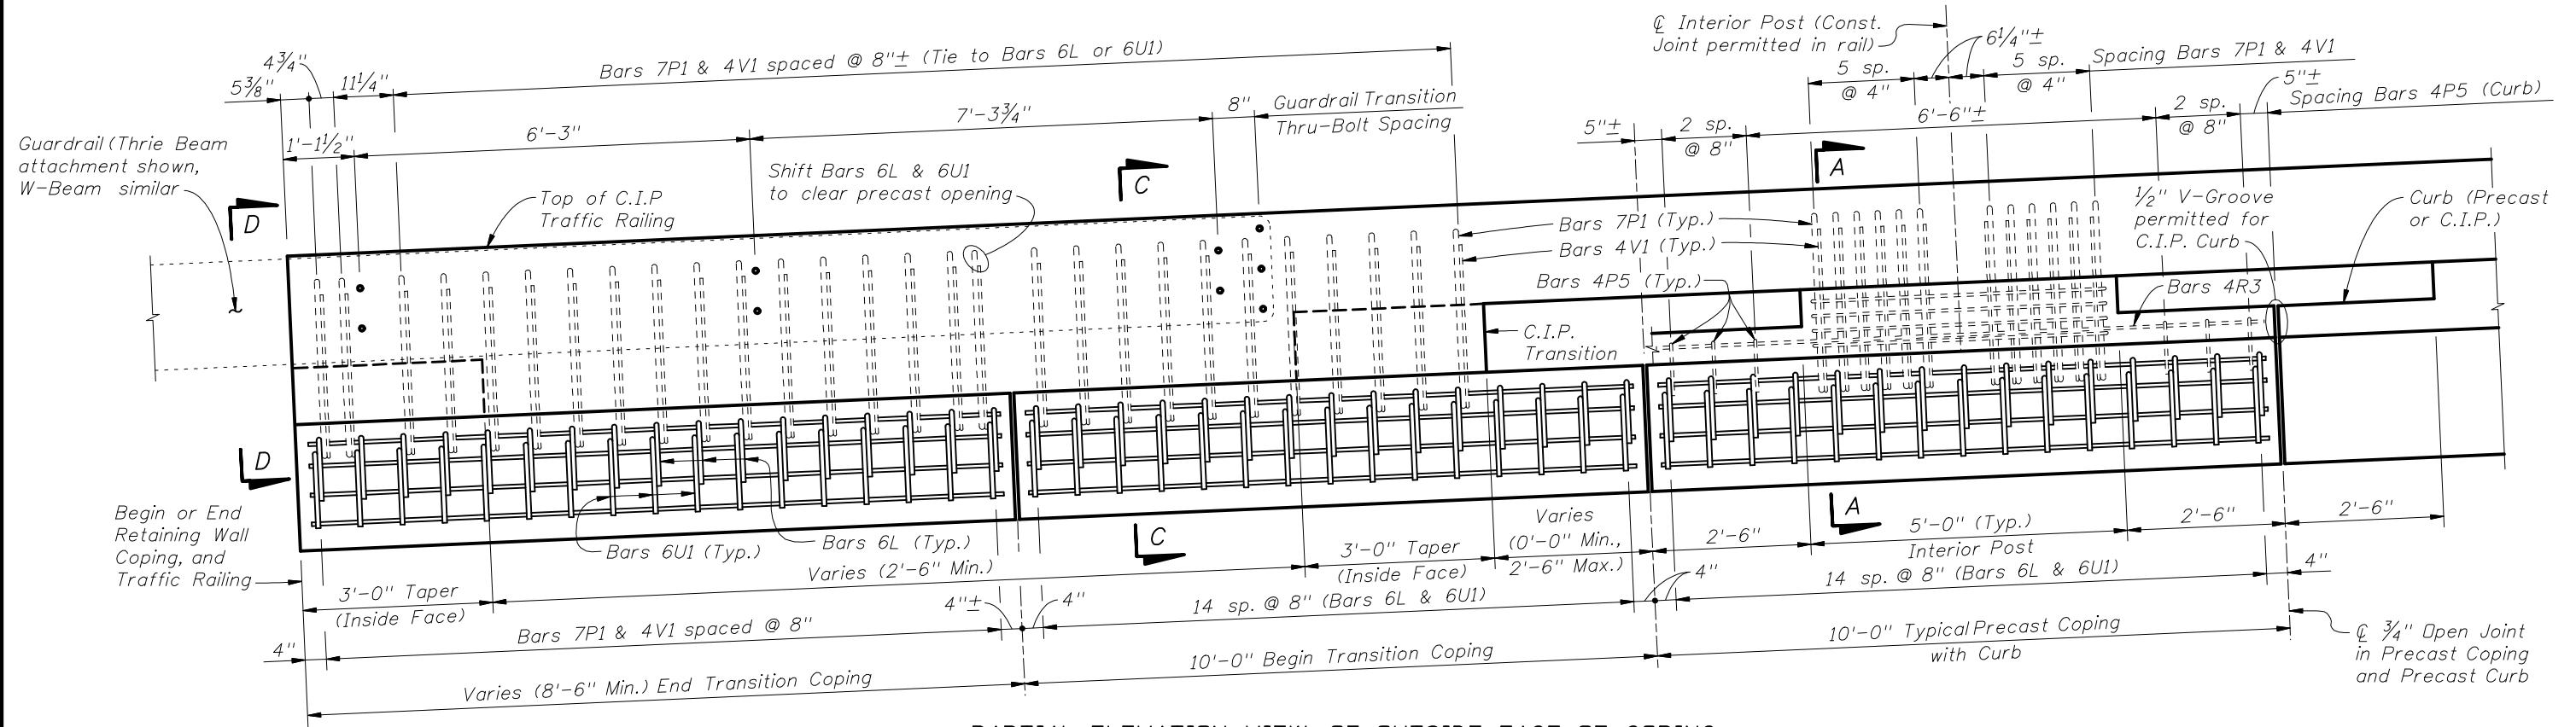 ℄ Interior Post (Const.
Joint permitted in rail)
6¼"±
4¾"
5⅜"
11¼"
Bars 7P1 & 4V1 spaced @ 8"± (Tie to Bars 6L or 6U1)
5 sp.
@ 4"
5 sp.
@ 4"
Spacing Bars 7P1 & 4V1
5"±
Spacing Bars 4P5 (Curb)
1'-1½"
6'-3"
7'-3¾"
8"
Guardrail Transition
Thru-Bolt Spacing
5"±
2 sp.
@ 8"
6'-6"±
2 sp.
@ 8"
Guardrail (Thrie Beam
attachment shown,
W-Beam similar
D
Top of C.I.P
Traffic Railing
Shift Bars 6L & 6U1
to clear precast opening
C
A
½" V-Groove
permitted for
C.I.P. Curb
Curb (Precast
or C.I.P.)
Bars 7P1 (Typ.)
Bars 4V1 (Typ.)
Bars 4P5 (Typ.)
Bars 4R3
C.I.P.
Transition
D
Begin or End
Retaining Wall
Coping, and
Traffic Railing
Bars 6U1 (Typ.)
Bars 6L (Typ.)
C
A
3'-0" Taper
(Inside Face)
Varies (2'-6" Min.)
3'-0" Taper
(Inside Face)
Varies
(0'-0" Min.,
2'-6" Max.)
2'-6"
5'-0" (Typ.)
Interior Post
2'-6"
2'-6"
4"
Bars 7P1 & 4V1 spaced @ 8"
4"±
4"
14 sp. @ 8" (Bars 6L & 6U1)
4"
14 sp. @ 8" (Bars 6L & 6U1)
4"
Varies (8'-6" Min.) End Transition Coping
10'-0" Begin Transition Coping
10'-0" Typical Precast Coping
with Curb
℄ ¾" Open Joint
in Precast Coping
and Precast Curb